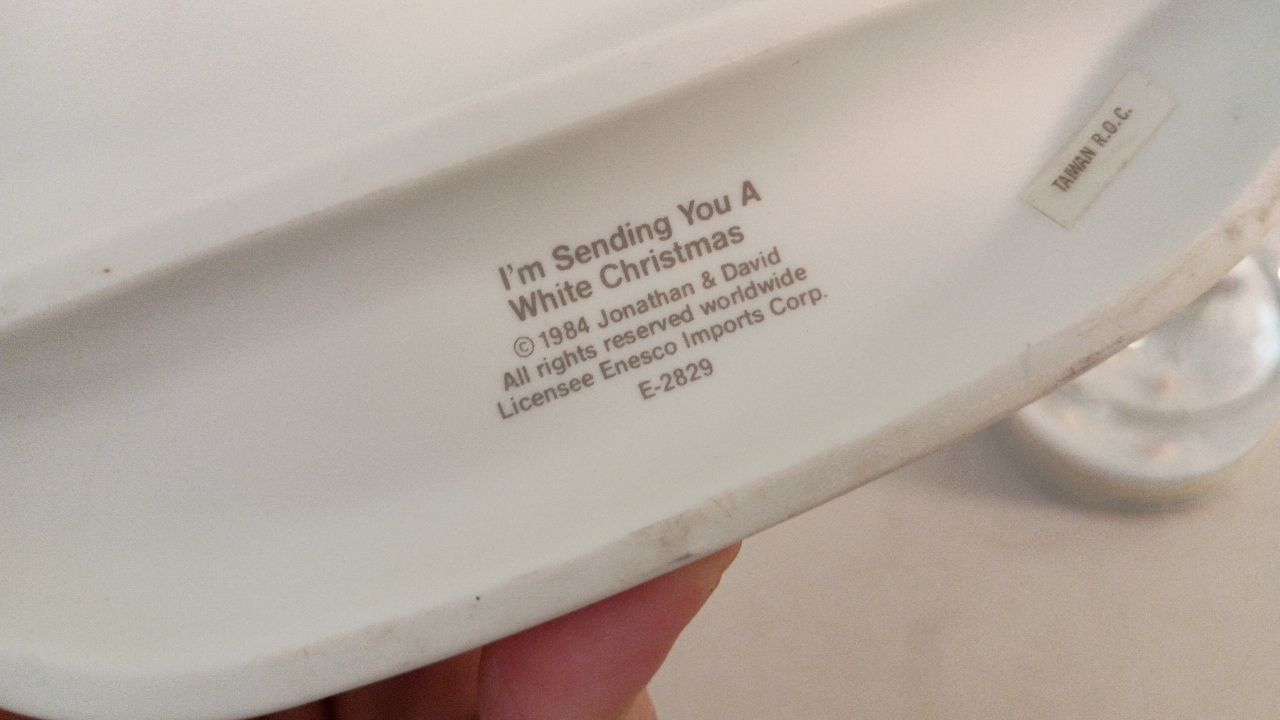 I'm Sending You A
White Christmas
© 1984 Jonathan & David
All rights reserved worldwide
Licensee Enesco Imports Corp.
E-2829
TAIWAN R.O.C.